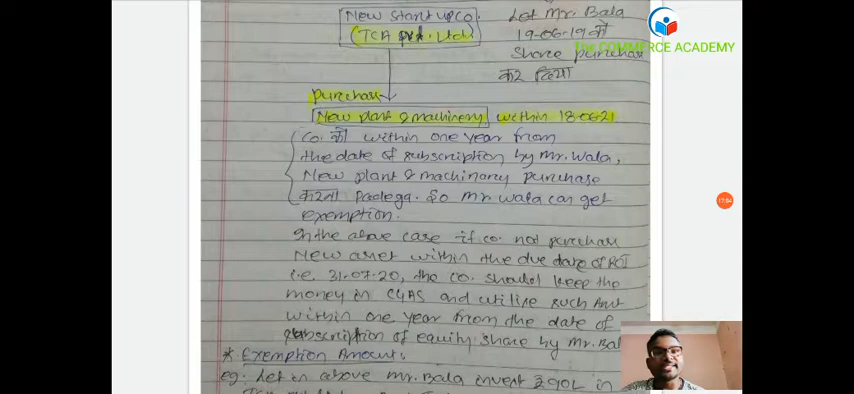 New Start up Co.
(TCA Pvt. Ltd.)
Let Mr. Bala
19-06-19 को
Share purchase
कर लिया
The COMMERCE ACADEMY
purchase
New plant & machinery within 18-06-21
Co. को within one year from
the date of subscription by Mr. Wala,
New plant & machinary purchase
करना padega. So Mr wala can get
exemption.
In the above case if co. not purchase
New asset within the due date of ROI
i.e. 31.07.20, the co. should keep the
money in CGAS and utilise such Amt
within one year from the date of
subscription of equity share by Mr. Bal
* Exemption Amount:
eg: Let in above Mr. Bala invest ₹90L in
17:04